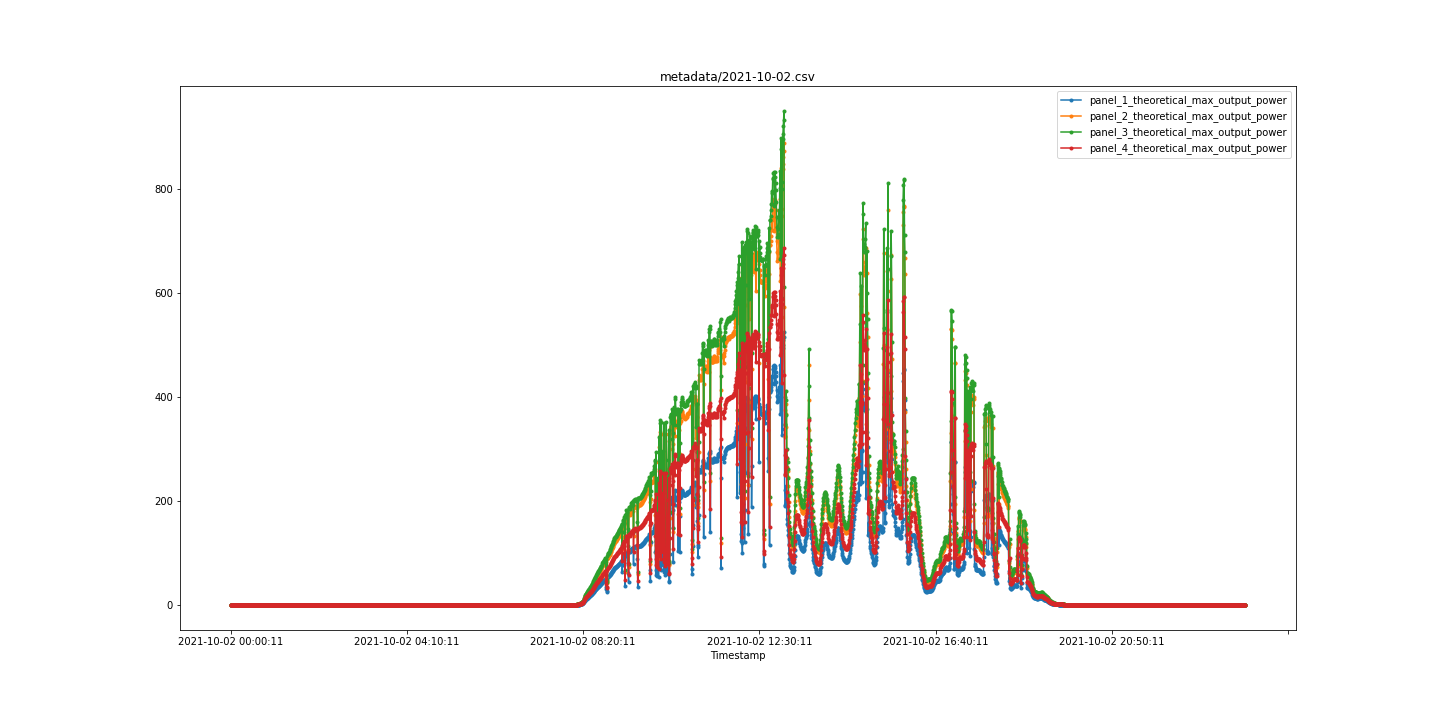 metadata/2021-10-02.csv
panel_1_theoretical_max_output_power
panel_2_theoretical_max_output_power
panel_3_theoretical_max_output_power
panel_4_theoretical_max_output_power
800
600
400
200
0
2021-10-02 00:00:11
2021-10-02 04:10:11
2021-10-02 08:20:11
2021-10-02 12:30:11
2021-10-02 16:40:11
2021-10-02 20:50:11
Timestamp